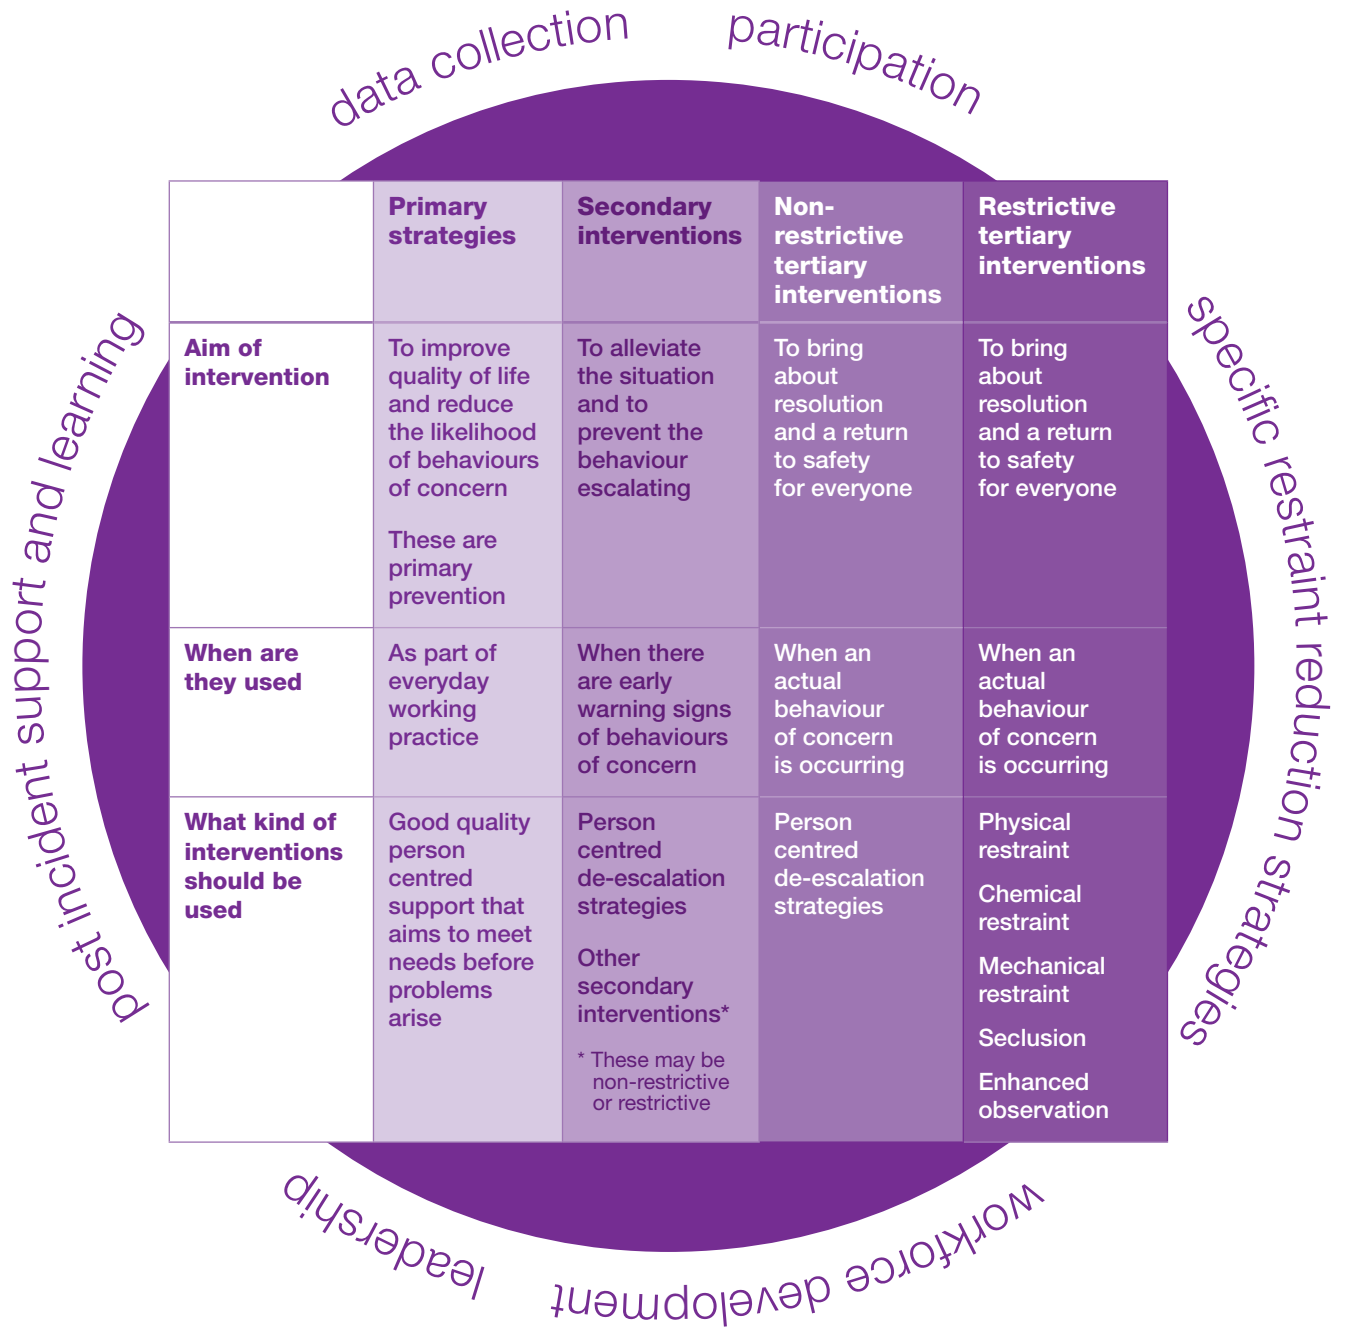 data collection
participation
specific restraint reduction strategies
workforce development
leadership
post incident support and learning
Primary
strategies
Secondary
interventions
Non-
restrictive
tertiary
interventions
Restrictive
tertiary
interventions
Aim of
intervention
To improve
quality of life
and reduce
the likelihood
of behaviours
of concern
These are
primary
prevention
To alleviate
the situation
and to
prevent the
behaviour
escalating
To bring
about
resolution
and a return
to safety
for everyone
To bring
about
resolution
and a return
to safety
for everyone
When are
they used
As part of
everyday
working
practice
When there
are early
warning signs
of behaviours
of concern
When an
actual
behaviour
of concern
is occurring
When an
actual
behaviour
of concern
is occurring
What kind of
interventions
should be
used
Good quality
person
centred
support that
aims to meet
needs before
problems
arise
Person
centred
de-escalation
strategies
Other
secondary
interventions*
* These may be
non-restrictive
or restrictive
Person
centred
de-escalation
strategies
Physical
restraint
Chemical
restraint
Mechanical
restraint
Seclusion
Enhanced
observation